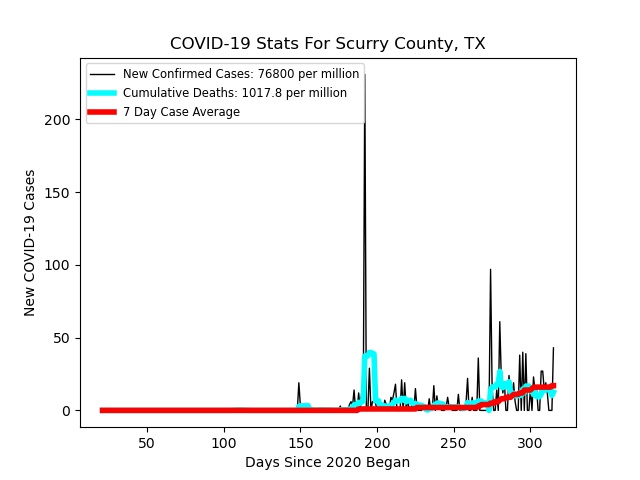 COVID-19 Stats For Scurry County, TX
New Confirmed Cases: 76800 per million
Cumulative Deaths: 1017.8 per million
7 Day Case Average
New COVID-19 Cases
200
150
100
50
0
50 100 150 200 250 300
Days Since 2020 Began